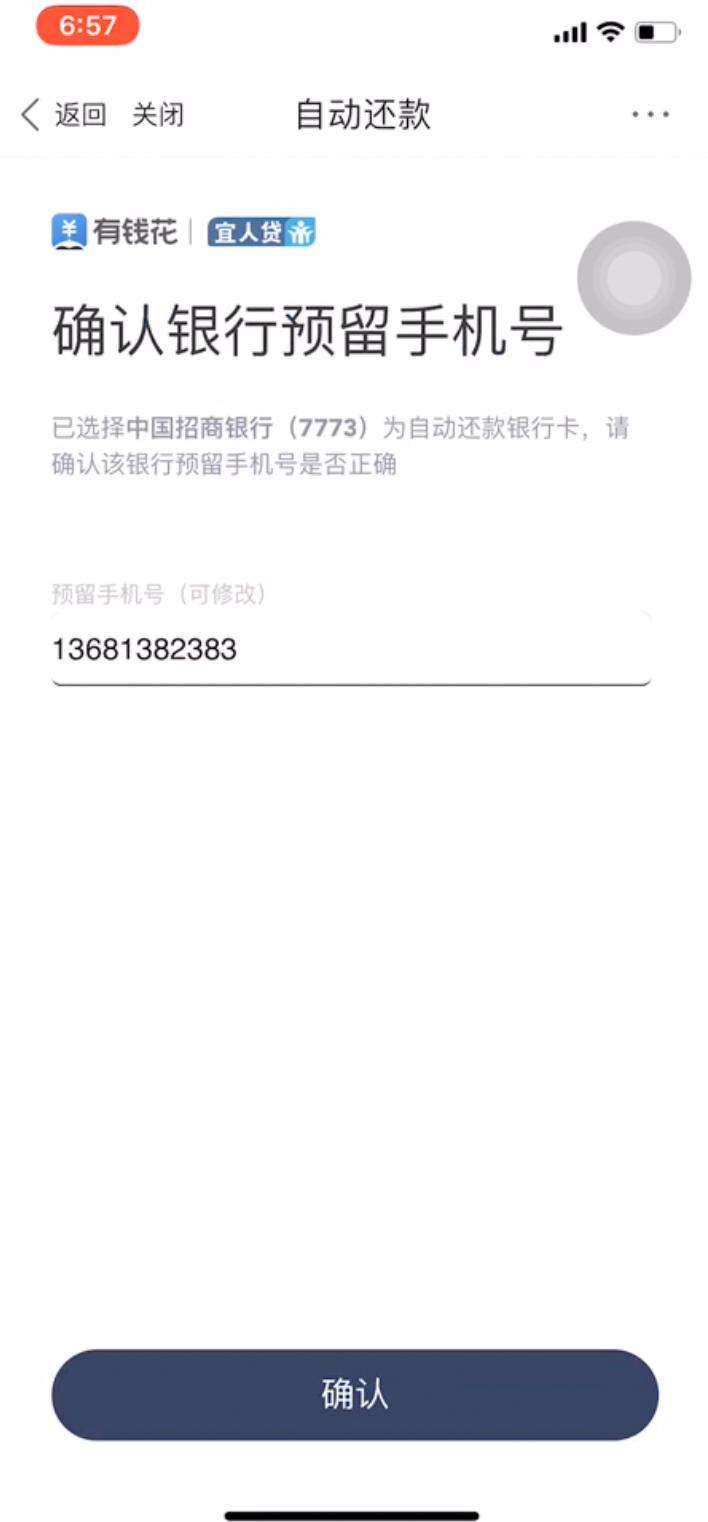 6:57
返回 关闭 自动还款 ...
有钱花 | 宜人贷
确认银行预留手机号
已选择中国招商银行（7773）为自动还款银行卡，请
确认该银行预留手机号是否正确
预留手机号（可修改）
13681382383
确认